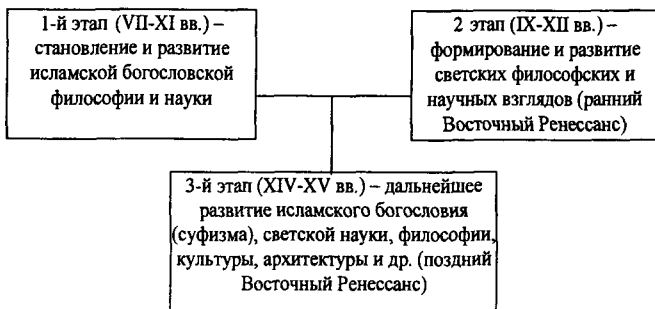 1-й этап (VII-XI вв.) –
становление и развитие
исламской богословской
философии и науки
2 этап (IX-XII вв.) –
формирование и развитие
светских философских и
научных взглядов (ранний
Восточный Ренессанс)
3-й этап (XIV-XV вв.) – дальнейшее
развитие исламского богословия
(суфизма), светской науки, философии,
культуры, архитектуры и др. (поздний
Восточный Ренессанс)